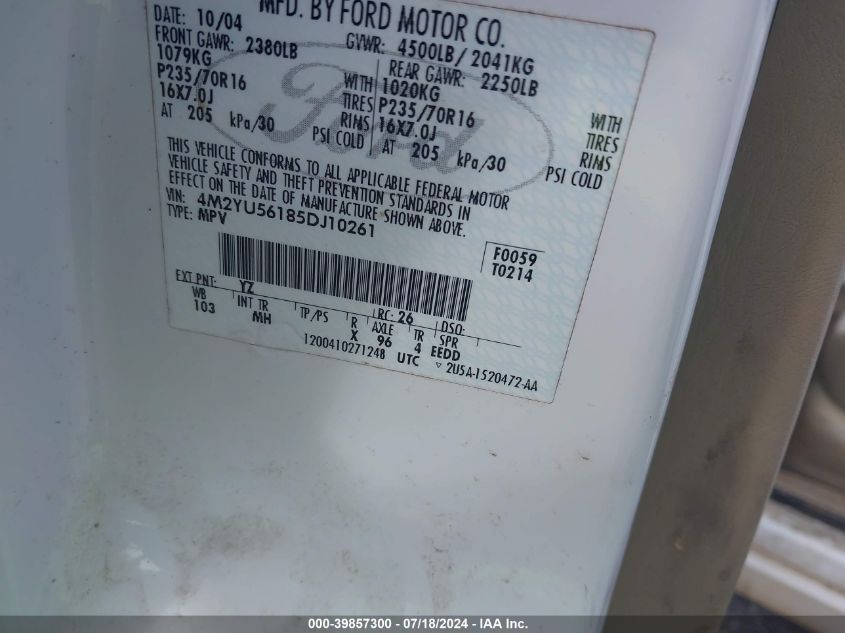 MFD. BY FORD MOTOR CO.
DATE: 10/04 GVWR: 4500LB/ 2041KG
FRONT GAWR: 2380LB REAR GAWR: 2250LB
1079KG WITH 1020KG WITH
P235/70R16 TIRES P235/70R16 TIRES
16X7.0J RIMS 16X7.0J RIMS
AT 205 kPa/30 PSI COLD AT 205 kPa/30 PSI COLD
THIS VEHICLE CONFORMS TO ALL APPLICABLE FEDERAL MOTOR
VEHICLE SAFETY AND THEFT PREVENTION STANDARDS IN
EFFECT ON THE DATE OF MANUFACTURE SHOWN ABOVE.
VIN: 4M2YU56185DJ10261
TYPE: MPV
F0059
T0214
EXT PNT: YZ RC: 26 DSO:
WB INT TR TP/PS R AXLE TR SPR
103 MH X 96 4 EEDD
1200410271248 UTC ▽ 2U5A-1520472-AA
Ford
000-39857300 - 07/18/2024 - IAAI.COM